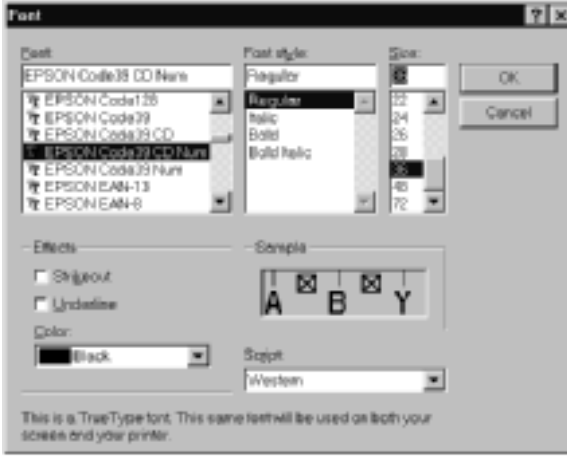 Font
Font:
EPSON Code39 CD Num
EPSON Code128
EPSON Code39
EPSON Code39 CD
EPSON Code39 CD Num
EPSON Code39 Num
EPSON EAN-13
EPSON EAN-8
Font style:
Regular
Regular
Italic
Bold
Bold Italic
Size:
22
24
26
28
36
48
72
OK
Cancel
Effects
Strikeout
Underline
Color:
Black
Sample
A B Y
Script:
Western
This is a TrueType font. This same font will be used on both your
screen and your printer.